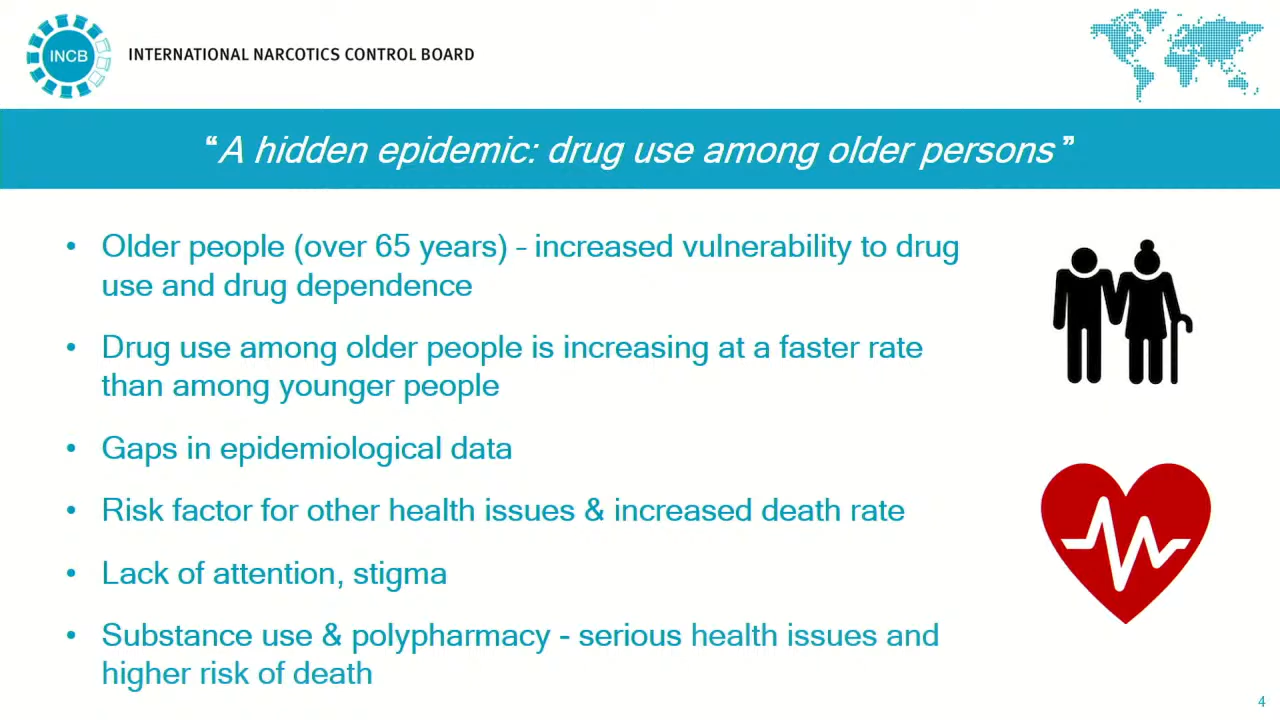 INCB
INTERNATIONAL NARCOTICS CONTROL BOARD
“A hidden epidemic: drug use among older persons”
• Older people (over 65 years) – increased vulnerability to drug
use and drug dependence
• Drug use among older people is increasing at a faster rate
than among younger people
• Gaps in epidemiological data
• Risk factor for other health issues & increased death rate
• Lack of attention, stigma
• Substance use & polypharmacy - serious health issues and
higher risk of death
4